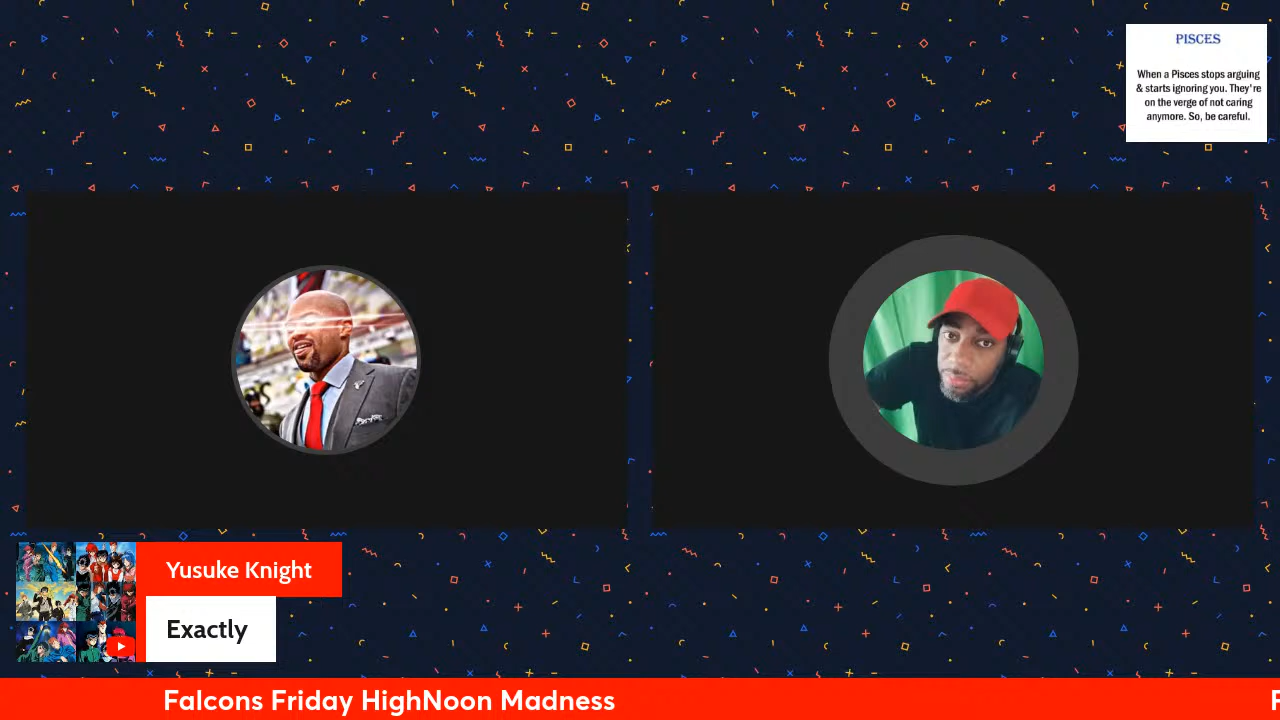 PISCES
When a Pisces stops arguing
& starts ignoring you. They're
on the verge of not caring
anymore. So, be careful.
Yusuke Knight
Exactly
Falcons Friday HighNoon Madness